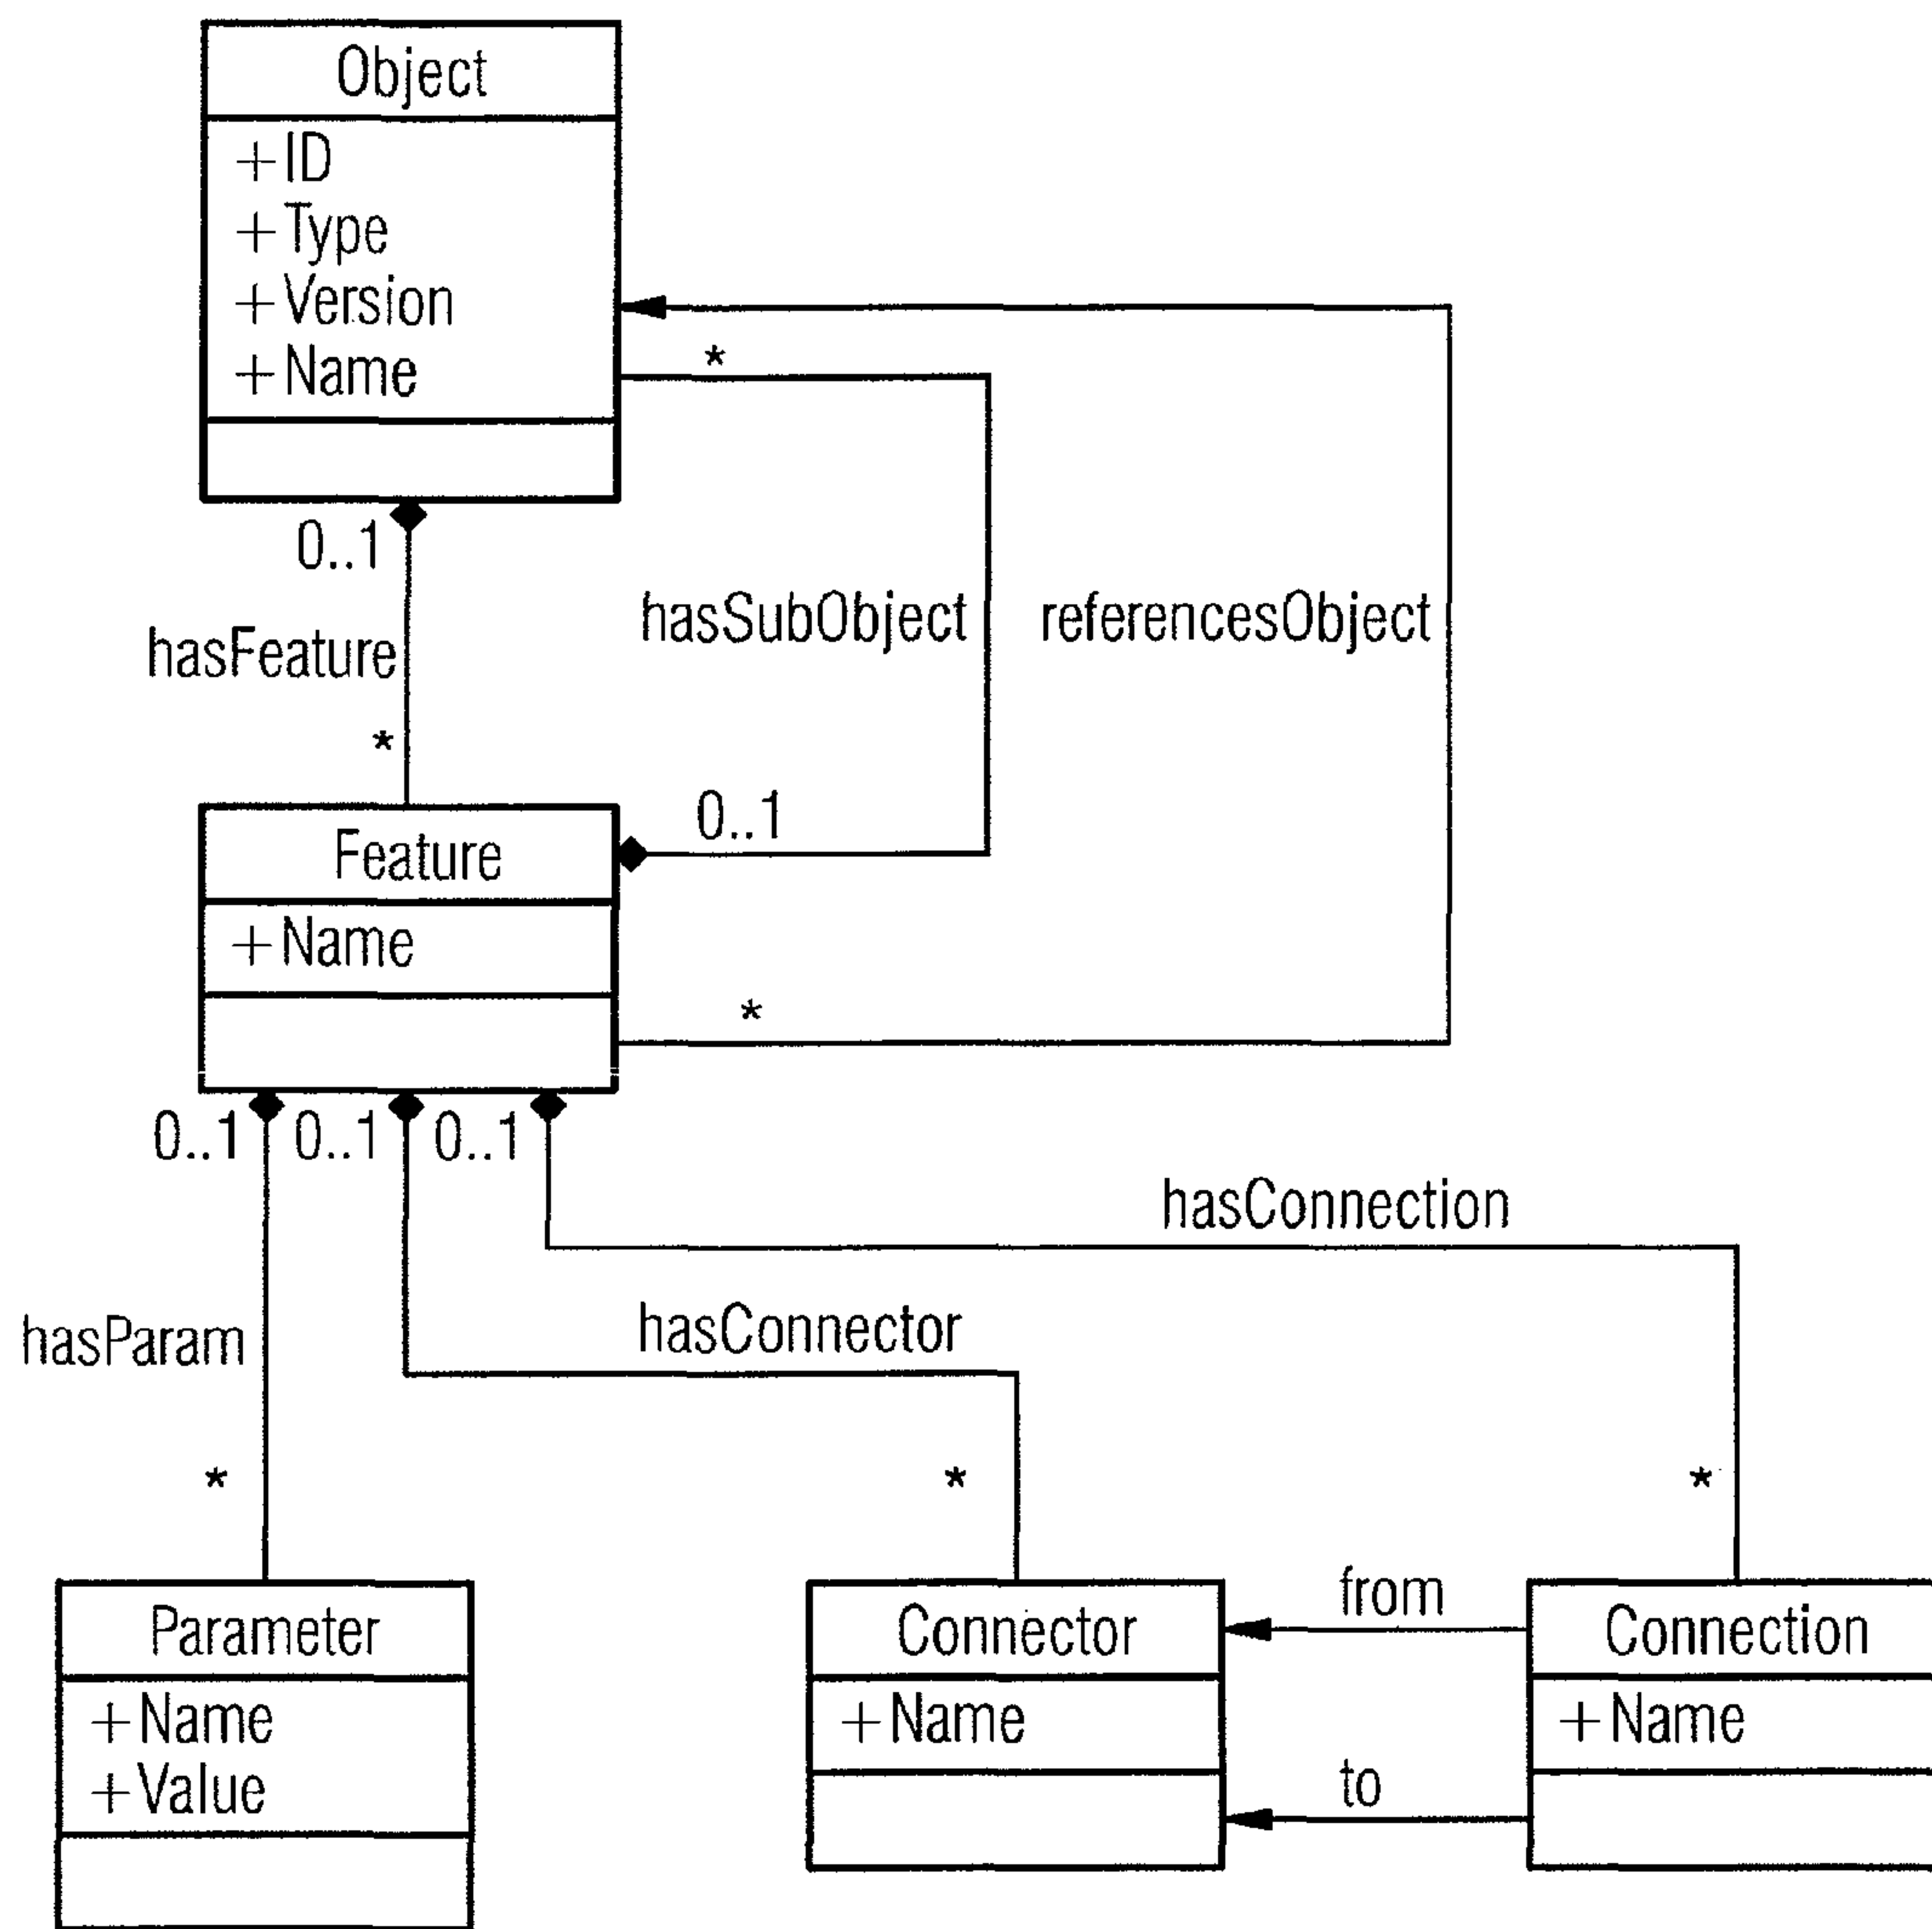 Object
+ID
+Type
+Version
+Name
*
0..1
hasSubObject
referencesObject
hasFeature
*
0..1
Feature
+Name
*
0..1
0..1
0..1
hasConnection
hasConnector
hasParam
*
*
*
from
Parameter
Connector
Connection
+Name
+Value
+Name
+Name
to